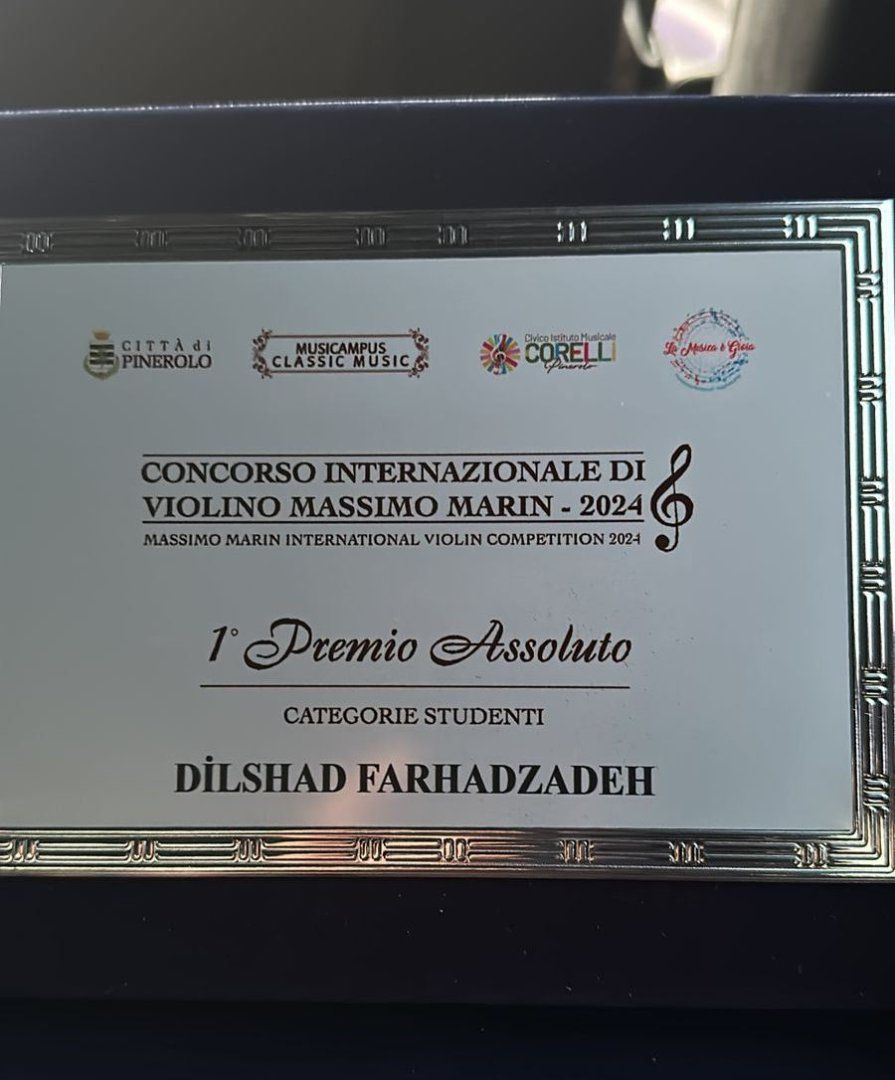 CITTÀ di
PINEROLO
MUSICAMPUS
CLASSIC MUSIC
Civico Istituto Musicale
CORELLI
Pinerolo
La Musica è Gioia
CONCORSO INTERNAZIONALE DI
VIOLINO MASSIMO MARIN - 2024
MASSIMO MARIN INTERNATIONAL VIOLIN COMPETITION 2024
1° Premio Assoluto
CATEGORIE STUDENTI
DİLSHAD FARHADZADEH